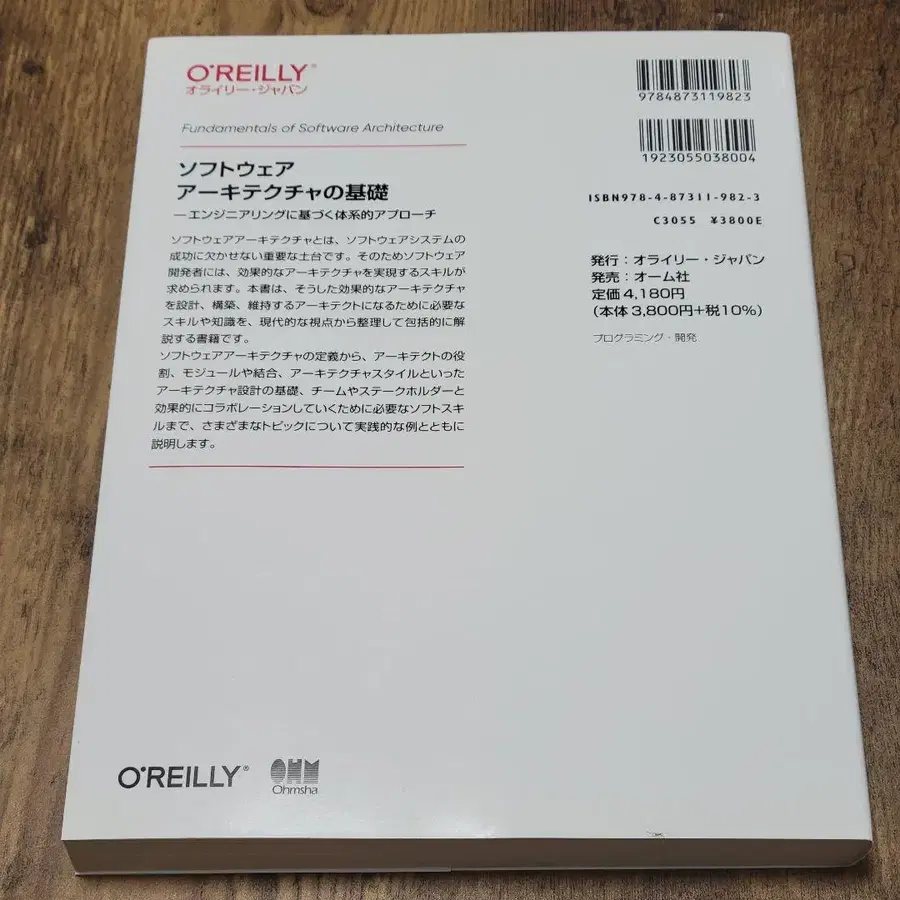 O'REILLY®
オライリー・ジャパン
Fundamentals of Software Architecture
ソフトウェア
アーキテクチャの基礎
―エンジニアリングに基づく体系的アプローチ
ソフトウェアアーキテクチャとは、ソフトウェアシステムの
成功に欠かせない重要な土台です。そのためソフトウェア
開発者には、効果的なアーキテクチャを実現するスキルが
求められます。本書は、そうした効果的なアーキテクチャ
を設計、構築、維持するアーキテクトになるために必要な
スキルや知識を、現代的な視点から整理して包括的に解
説する書籍です。
ソフトウェアアーキテクチャの定義から、アーキテクトの役
割、モジュールや結合、アーキテクチャスタイルといった
アーキテクチャ設計の基礎、チームやステークホルダーと
効果的にコラボレーションしていくために必要なソフトスキ
ルまで、さまざまなトピックについて実践的な例とともに
説明します。
9784873119823
1923055038004
ISBN978-4-87311-982-3
C3055 ¥3800E
発行：オライリー・ジャパン
発売：オーム社
定価4,180円
(本体3,800円+税10%)
プログラミング・開発
O'REILLY®
OHM
Ohmsha